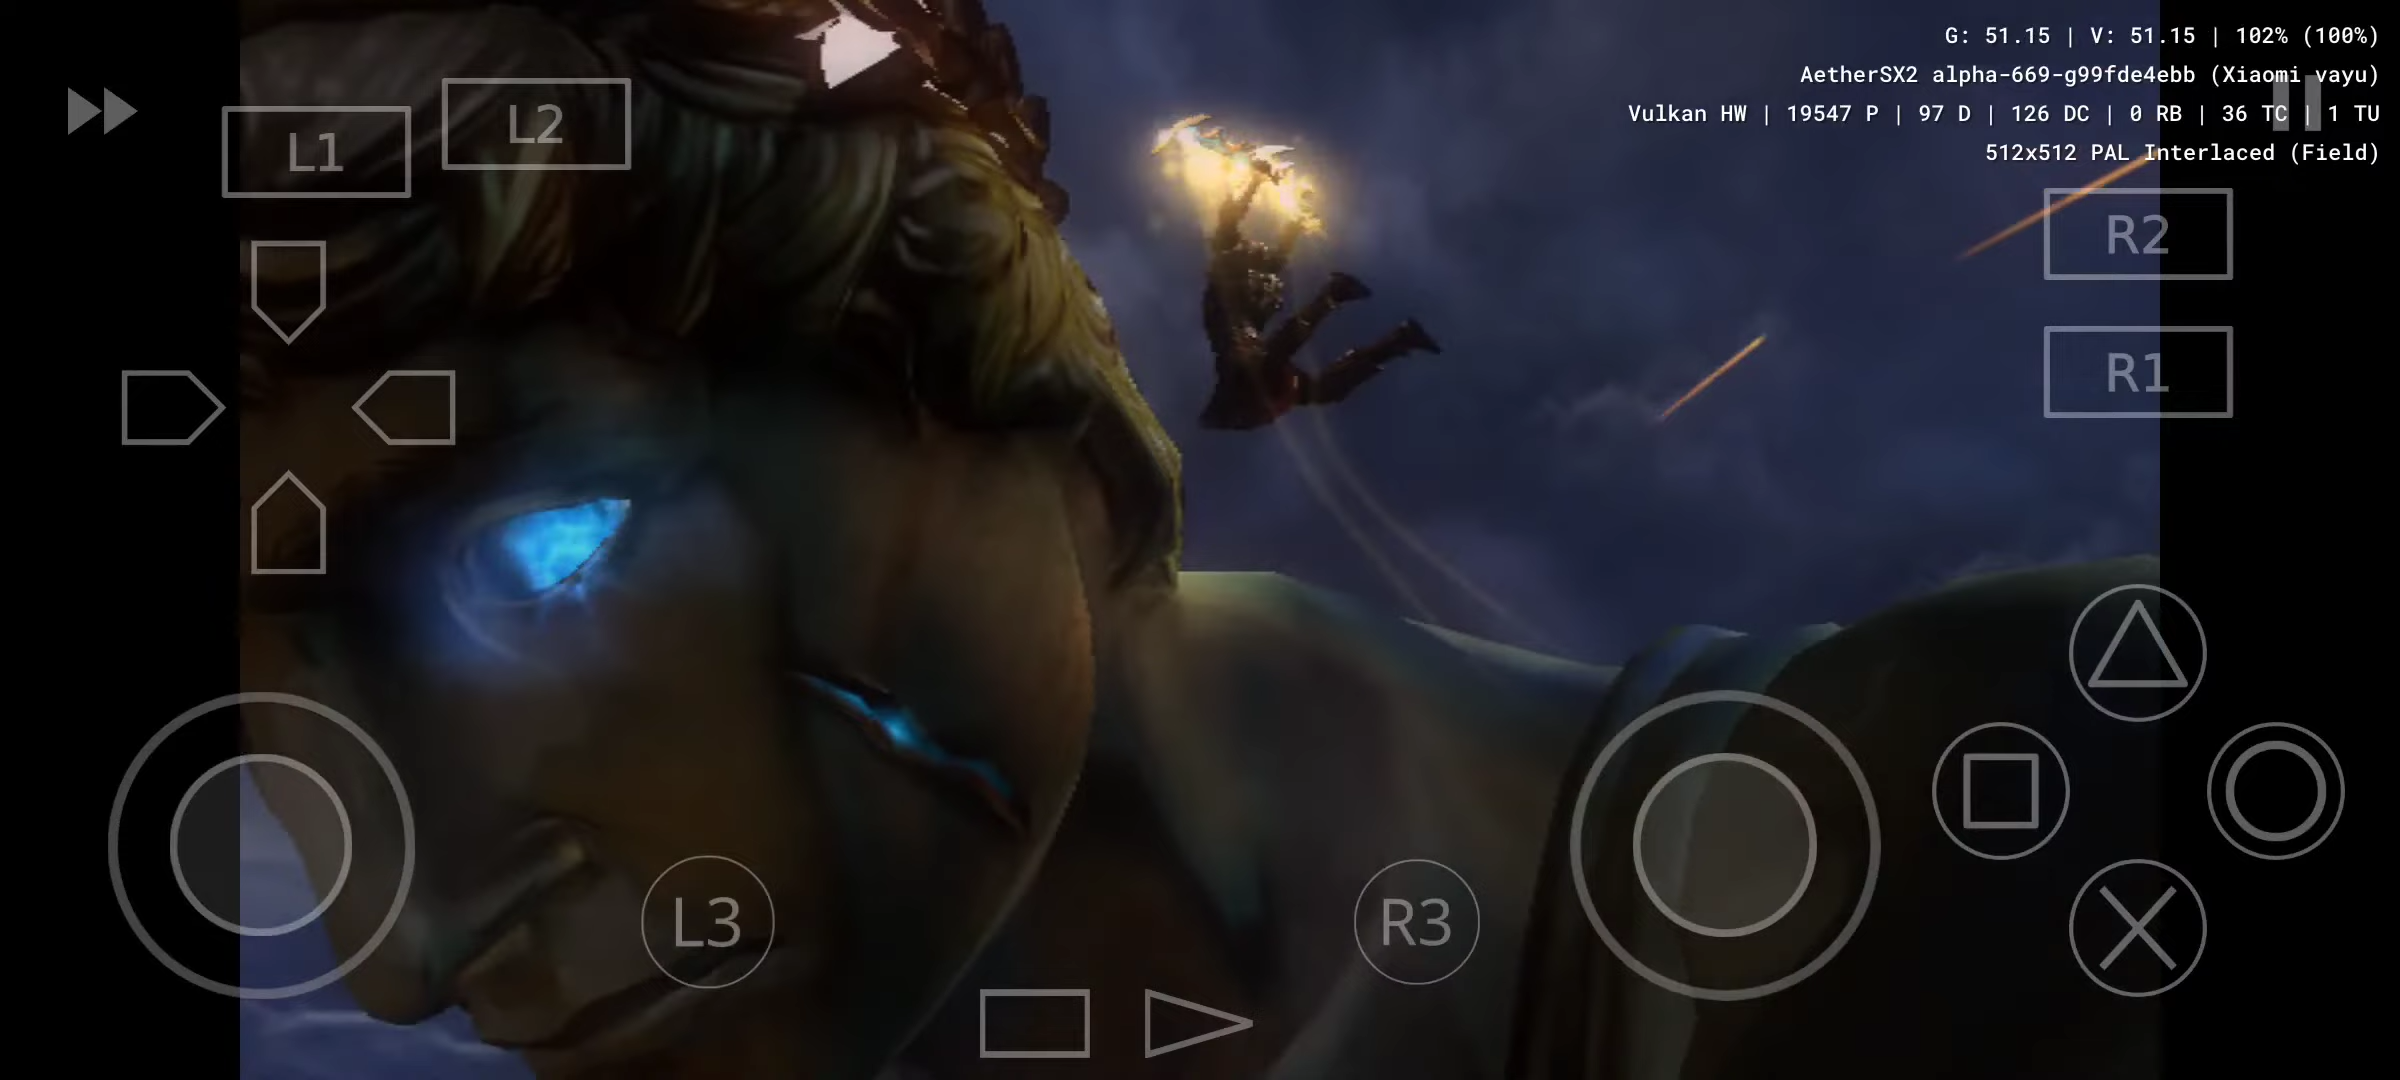 G: 51.15 | V: 51.15 | 102% (100%)
AetherSX2 alpha-669-g99fde4ebb (Xiaomi vayu)
Vulkan HW | 19547 P | 97 D | 126 DC | 0 RB | 36 TC | 1 TU
512x512 PAL Interlaced (Field)
L1
L2
R2
R1
L3
R3